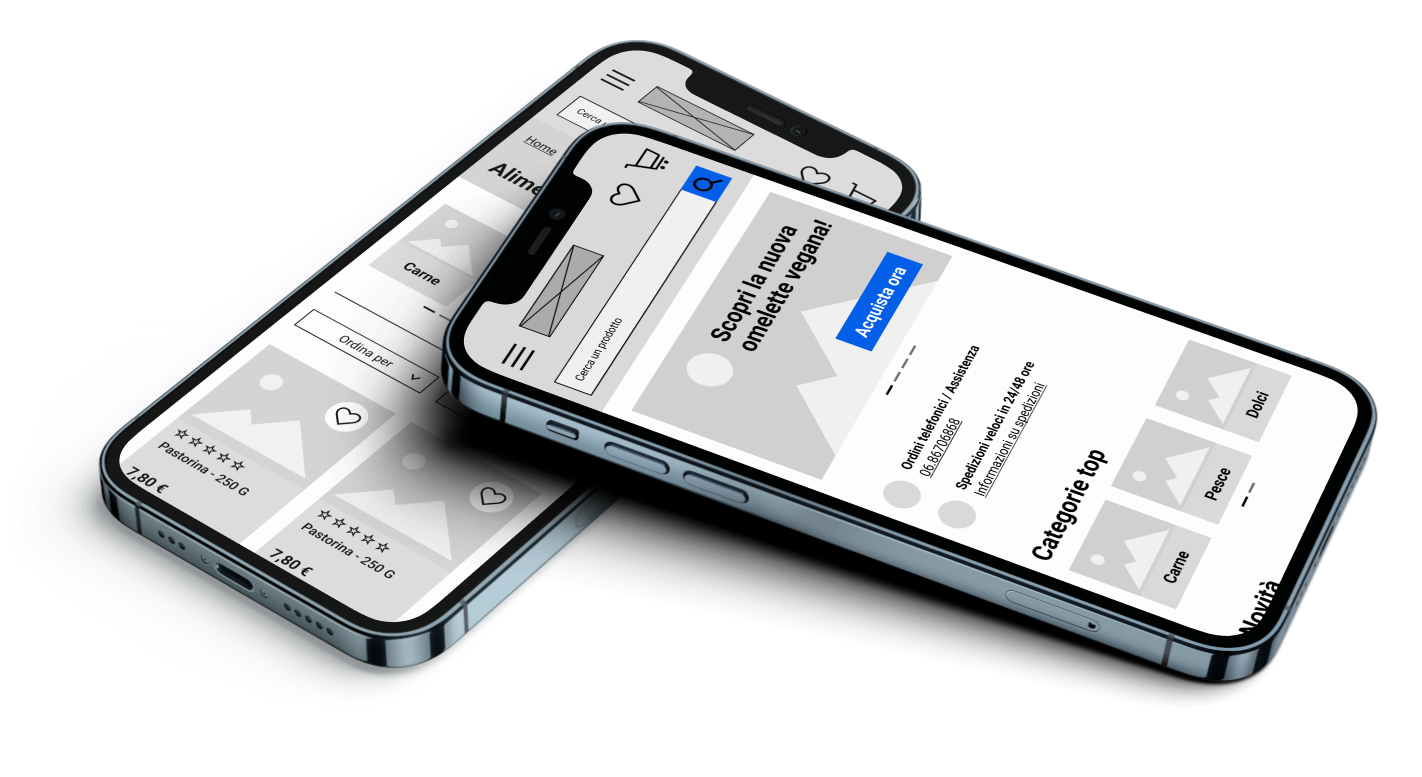 Cerca
Home
Alime
Carne
Ordina per
Pastorina - 250 G
7,80 €
Pastorina - 250 G
7,80 €
Cerca un prodotto
Scopri la nuova
omelette vegana!
Acquista ora
Ordini telefonici / Assistenza
06.86706868
Spedizioni veloci in 24/48 ore
Informazioni su spedizioni
Categorie top
Carne
Pesce
Dolci
Novità